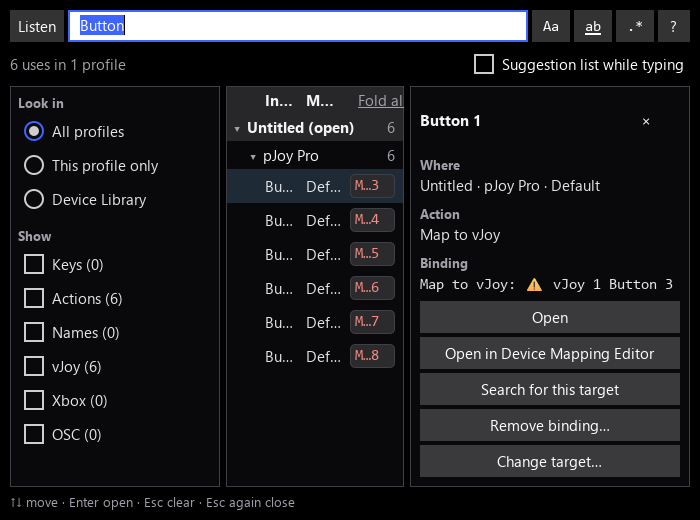 Listen
Button
Aa
ab
.*
?
6 uses in 1 profile
Suggestion list while typing
Look in
All profiles
This profile only
Device Library
Show
Keys (0)
Actions (6)
Names (0)
vJoy (6)
Xbox (0)
OSC (0)
In... M... Fold al
▾ Untitled (open) 6
▾ pJoy Pro 6
Bu... Def... M...3
Bu... Def... M...4
Bu... Def... M...5
Bu... Def... M...6
Bu... Def... M...7
Bu... Def... M...8
Button 1 ×
Where
Untitled · pJoy Pro · Default
Action
Map to vJoy
Binding
Map to vJoy: ⚠ vJoy 1 Button 3
Open
Open in Device Mapping Editor
Search for this target
Remove binding...
Change target...
↑↓ move · Enter open · Esc clear · Esc again close